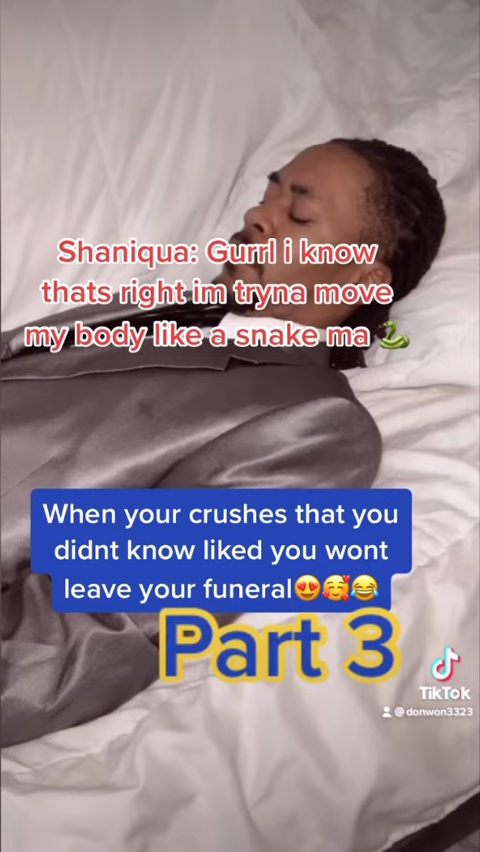 Shaniqua: Gurrl i know
thats right im tryna move
my body like a snake ma 🐍
When your crushes that you
didnt know liked you wont
leave your funeral😍🥰😂
Part 3
TikTok
@donwon3323